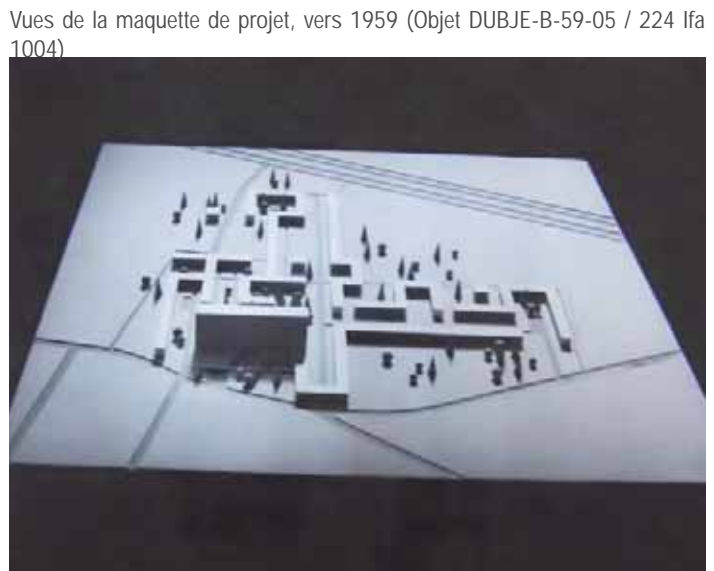 Vues de la maquette de projet, vers 1959 (Objet DUBJE-B-59-05 / 224 Ifa
1004)